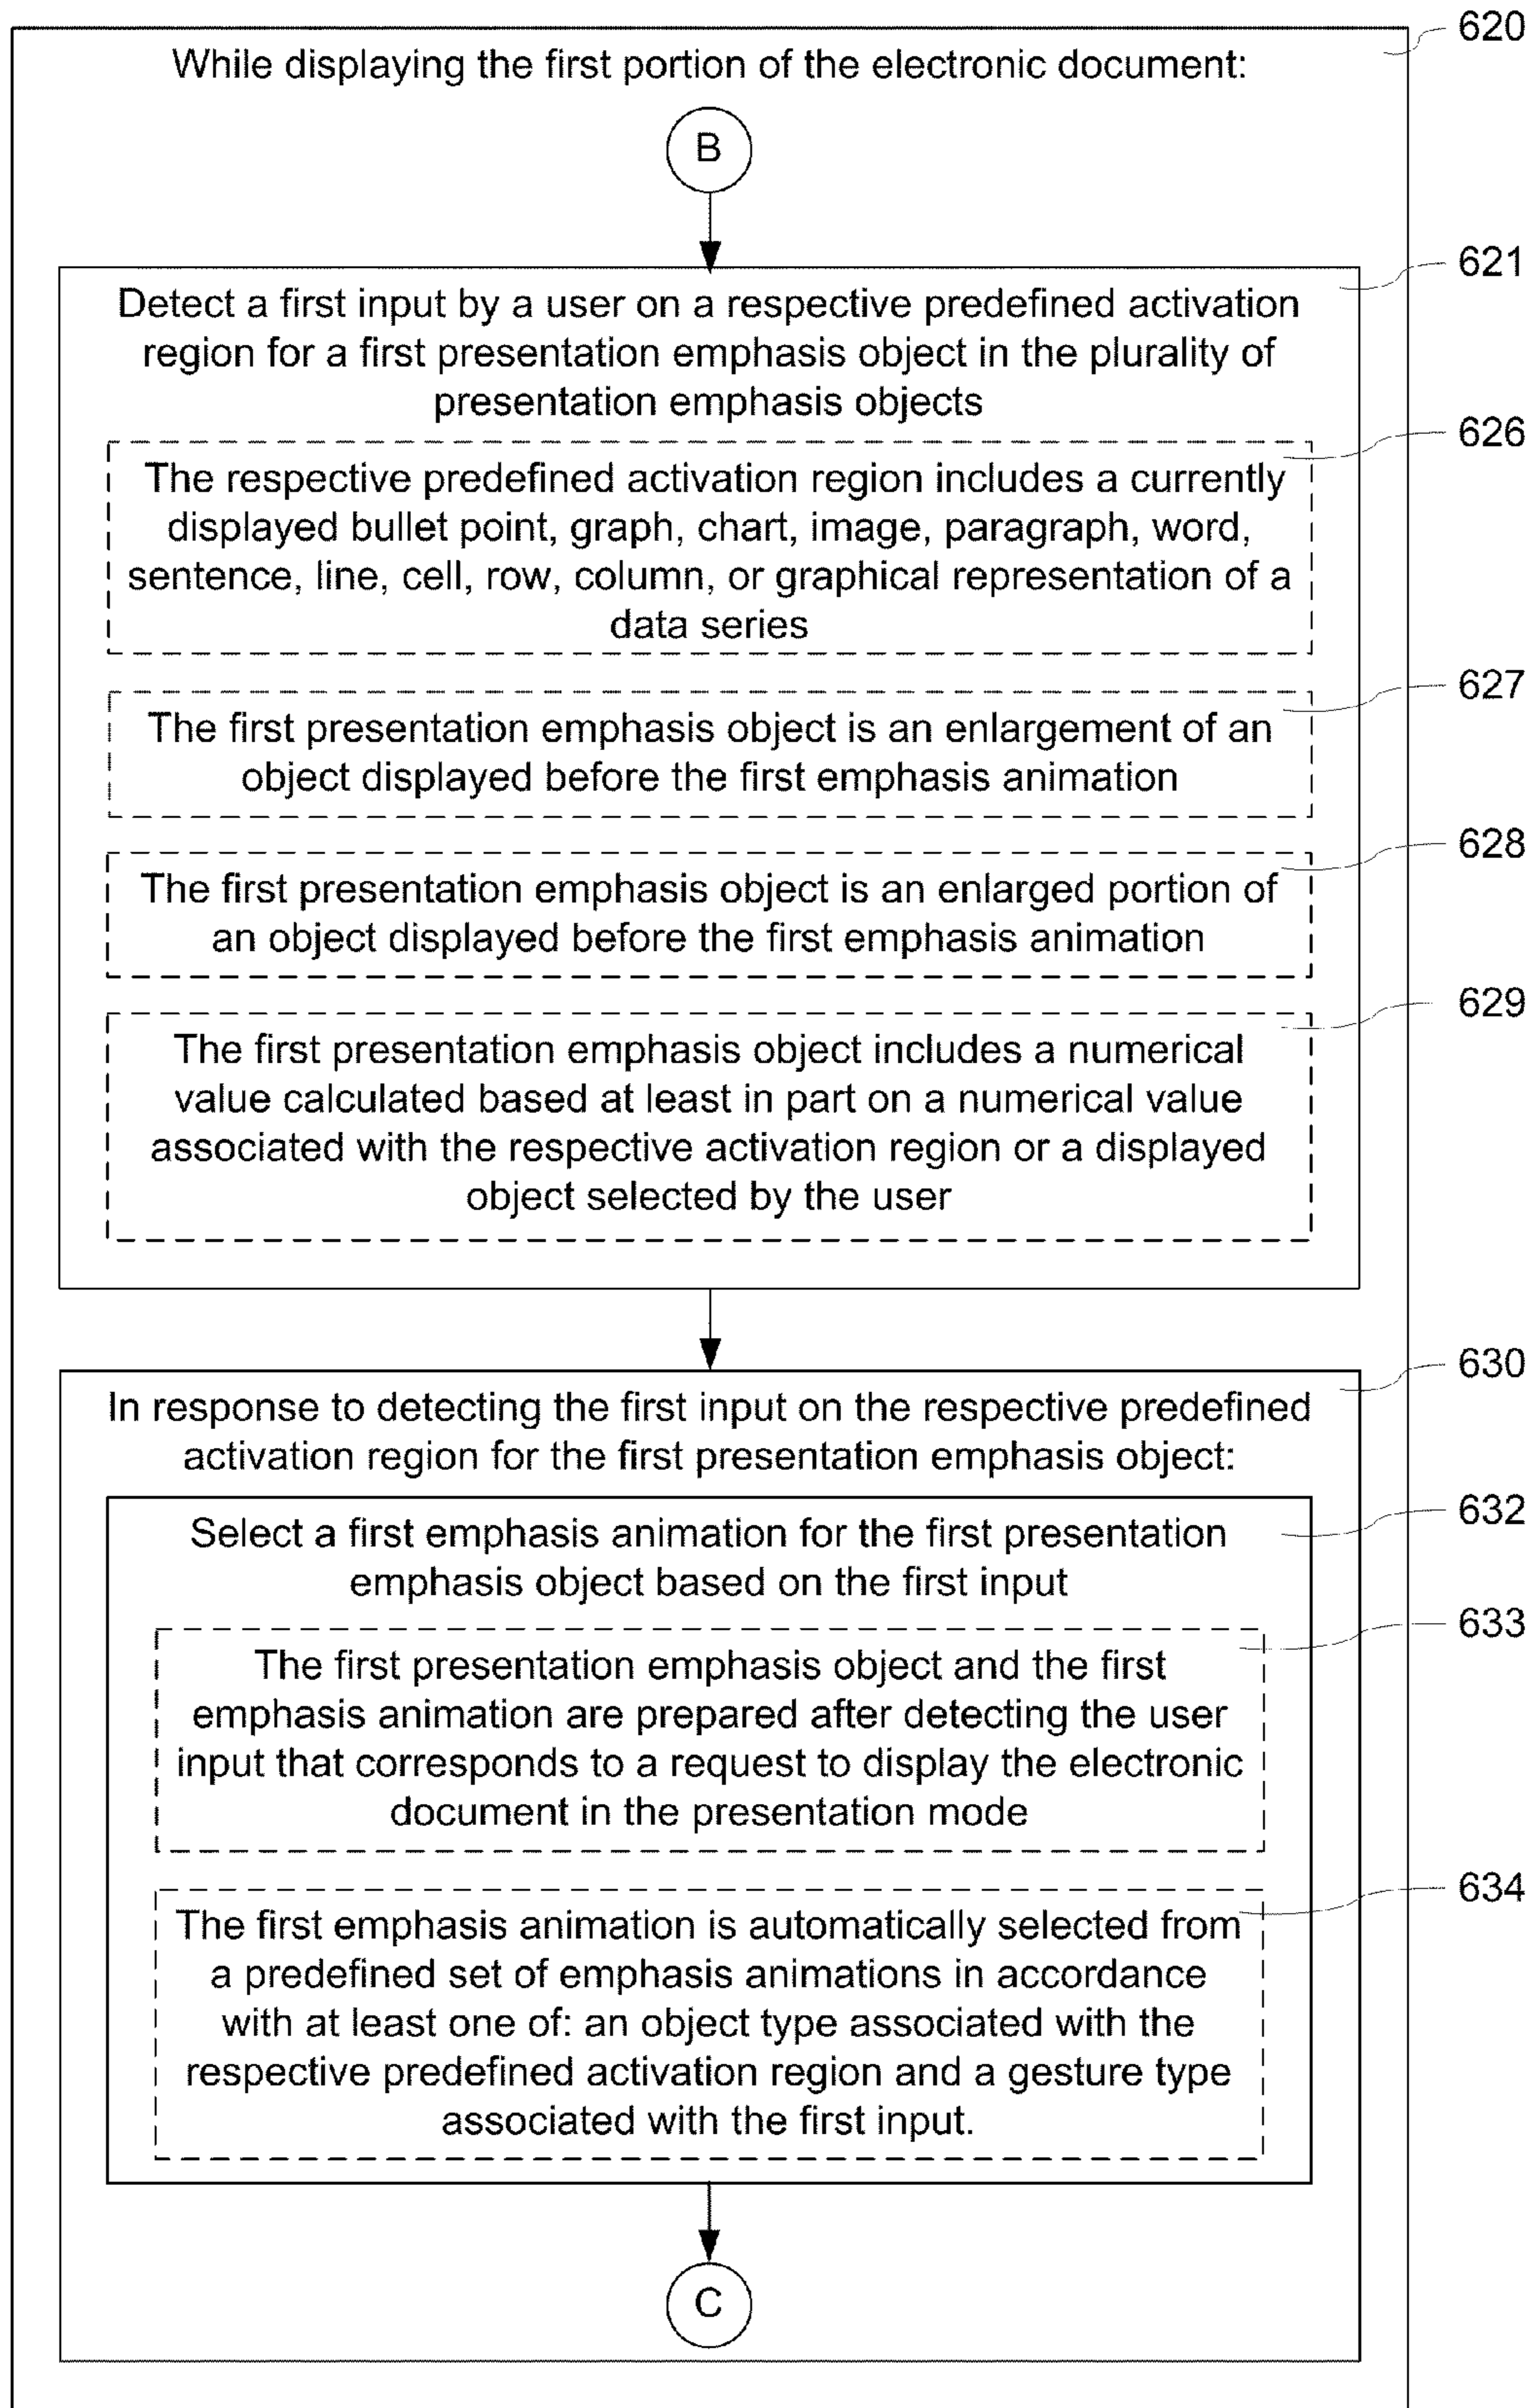 620
While displaying the first portion of the electronic document:
B
621
Detect a first input by a user on a respective predefined activation
region for a first presentation emphasis object in the plurality of
presentation emphasis objects
626
The respective predefined activation region includes a currently
displayed bullet point, graph, chart, image, paragraph, word,
sentence, line, cell, row, column, or graphical representation of a
data series
627
The first presentation emphasis object is an enlargement of an
object displayed before the first emphasis animation
628
The first presentation emphasis object is an enlarged portion of
an object displayed before the first emphasis animation
629
The first presentation emphasis object includes a numerical
value calculated based at least in part on a numerical value
associated with the respective activation region or a displayed
object selected by the user
630
In response to detecting the first input on the respective predefined
activation region for the first presentation emphasis object:
632
Select a first emphasis animation for the first presentation
emphasis object based on the first input
633
The first presentation emphasis object and the first
emphasis animation are prepared after detecting the user
input that corresponds to a request to display the electronic
document in the presentation mode
634
The first emphasis animation is automatically selected from
a predefined set of emphasis animations in accordance
with at least one of: an object type associated with the
respective predefined activation region and a gesture type
associated with the first input.
C